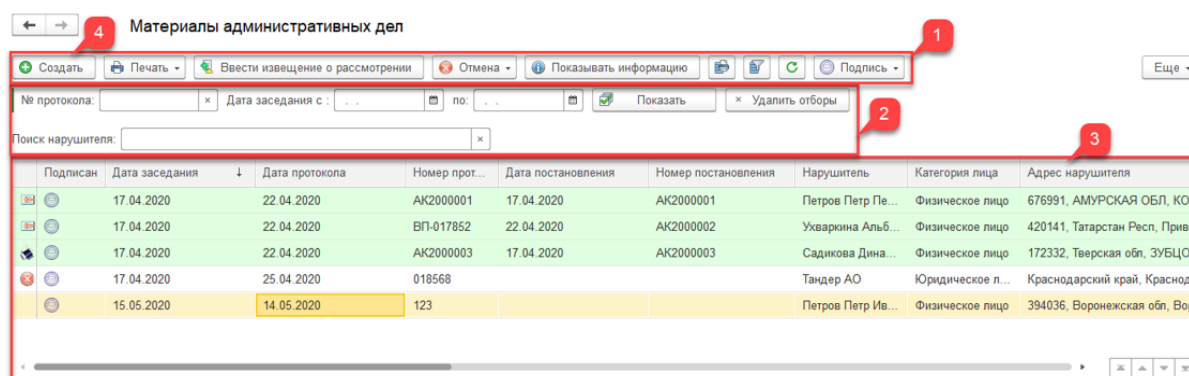 Материалы административных дел
4
1
Создать Печать Ввести извещение о рассмотрении Отмена Показывать информацию Подпись Еще
№ протокола: Дата заседания с : . . по: . . Показать × Удалить отборы
2
Поиск нарушителя: ×
3
Подписан Дата заседания ↓ Дата протокола Номер прот... Дата постановления Номер постановления Нарушитель Категория лица Адрес нарушителя
17.04.2020 22.04.2020 АК2000001 17.04.2020 АК2000001 Петров Петр Пе... Физическое лицо 676991, АМУРСКАЯ ОБЛ, КО
17.04.2020 22.04.2020 ВП-017852 22.04.2020 АК2000002 Ухваркина Альб... Физическое лицо 420141, Татарстан Респ, Прив
17.04.2020 22.04.2020 АК2000003 17.04.2020 АК2000003 Садикова Дина... Физическое лицо 172332, Тверская обл, ЗУБЦО
17.04.2020 25.04.2020 018568 Тандер АО Юридическое л... Краснодарский край, Краснод
15.05.2020 14.05.2020 123 Петров Петр Ив... Физическое лицо 394036, Воронежская обл, Во